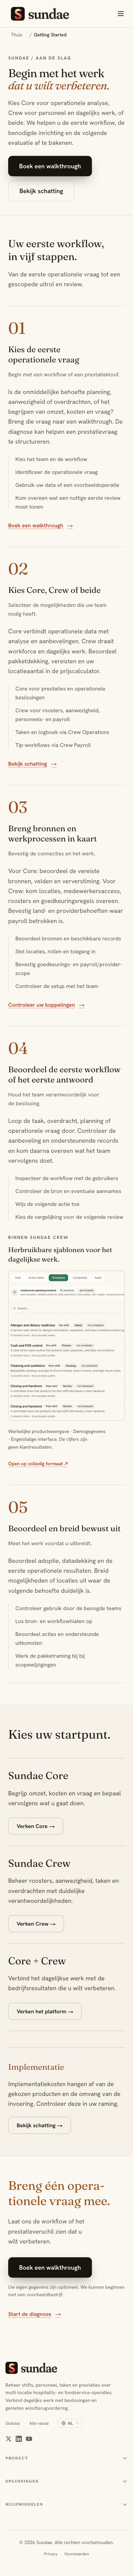 sundae
Thuis / Getting Started
SUNDAE / AAN DE SLAG
Begin met het werk
dat u wilt verbeteren.
Kies Core voor operationele analyse,
Crew voor personeel en dagelijks werk, of
beide. We helpen u de workflow, de
benodigde inrichting en de volgende
evaluatie af te bakenen.
Boek een walkthrough
Bekijk schatting
Uw eerste workflow,
in vijf stappen.
Van de eerste operationele vraag tot een
gescopeerde uitrol en review.
01
Kies de eerste
operationele vraag
Begin met een workflow of een prestatiekloof.
Is de onmiddellijke behoefte planning,
aanwezigheid of overdrachten, of het
begrijpen van omzet, kosten en vraag?
Breng één vraag naar de walkthrough. De
diagnose kan helpen een prestatievraag
te structureren.
Kies het team en de workflow
Identificeer de operationele vraag
Gebruik uw data of een voorbeeldoperatie
Kom overeen wat een nuttige eerste review
moet tonen
Boek een walkthrough →
02
Kies Core, Crew of beide
Selecteer de mogelijkheden die uw team
nodig heeft.
Core verbindt operationele data met
analyse en aanbevelingen. Crew draait
workforce en dagelijks werk. Beoordeel
pakketdekking, vereisten en uw
locatieaantal in de prijscalculator.
Core voor prestaties en operationele
beslissingen
Crew voor roosters, aanwezigheid,
personeels- en payroll
Taken en logboek via Crew Operations
Tip-workflows via Crew Payroll
Bekijk schatting →
03
Breng bronnen en
werkprocessen in kaart
Bevestig de connecties en het werk.
Voor Core: beoordeel de vereiste
bronnen, velden en verversing. Voor
Crew: kom locaties, medewerkersaccess,
roosters en goedkeuringsregels overeen.
Bevestig land- en providerbehoeften waar
payroll betrokken is.
Beoordeel bronnen en beschikbare records
Stel locaties, rollen en toegang in
Bevestig goedkeurings- en payroll/provider-
scope
Controleer de setup met het team
Controleer uw koppelingen →
04
Beoordeel de eerste workflow
of het eerste antwoord
Houd het team verantwoordelijk voor
de beslissing.
Loop de taak, overdracht, planning of
operationele vraag door. Controleer de
aanbeveling en onderbouwende records
en kom dan daarna overeen wat het team
vervolgens doet.
Inspecteer de workflow met de gebruikers
Controleer de bron en eventuele aannames
Wijs de volgende actie toe
Kies de vergelijking voor de volgende review
BINNEN SUNDAE CREW
Herbruikbare sjablonen voor het
dagelijkse werk.
Werkelijke productweergave · Demogegevens
· Engelstalige interface. De cijfers zijn
geen klantresultaten.
Open op volledig formaat ↗
05
Beoordeel en breid bewust uit
Meet het werk voordat u uitbreidt.
Beoordeel adoptie, datadekking en de
eerste operationele resultaten. Breid
mogelijkheden of locaties uit waar de
volgende behoefte duidelijk is.
Controleer gebruik door de beoogde teams
Los bron- en workflowhiaten op
Beoordeel acties en ondersteunde
uitkomsten
Werk de pakketraming bij bij
scopewijzigingen
Kies uw startpunt.
Sundae Core
Begrijp omzet, kosten en vraag en bepaal
vervolgens wat u gaat doen.
Verken Core →
Sundae Crew
Beheer roosters, aanwezigheid, taken en
overdrachten met duidelijke
verantwoordelijkheden.
Verken Crew →
Core + Crew
Verbind het dagelijkse werk met de
bedrijfsresultaten die u wilt verbeteren.
Verken het platform →
Implementatie
Implementatiekosten hangen af van de
gekozen producten en de omvang van de
invoering. Controleer deze in uw raming.
Bekijk schatting →
Breng één opera-
tionele vraag mee.
Laat ons de workflow of het
prestatieverschil zien dat u
wilt verbeteren.
Boek een walkthrough
Uw eigen gegevens zijn optioneel. We kunnen beginnen
met een voorbeeldbedrijf.
Start de diagnose →
sundae
Beheer shifts, personeel, taken en prestaties over
multi-locatie hospitality- en foodservice-operaties.
Verbind dagelijks werk met beslissingen en
gemeten winstterugvordering.
Globaal Alle valuta NL
PRODUCT
OPLOSSINGEN
HULPMIDDELEN
© 2026 Sundae. Alle rechten voorbehouden.
Privacy Voorwaarden